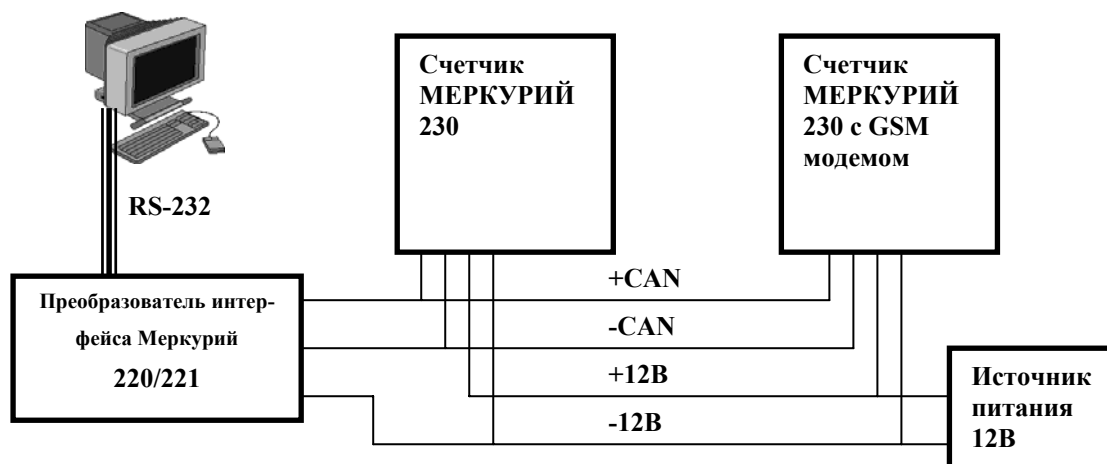 Счетчик
МЕРКУРИЙ
230
Счетчик
МЕРКУРИЙ
230 с GSM
модемом
RS-232
Преобразователь интер-
фейса Меркурий
220/221
+CAN
-CAN
+12В
-12В
Источник
питания
12В